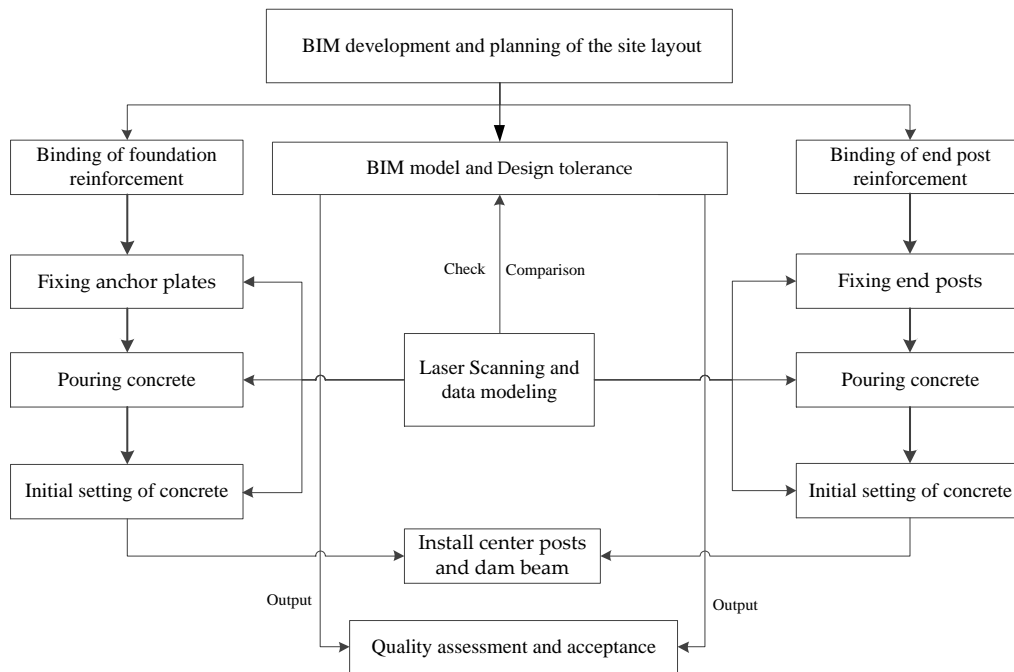 BIM development and planning of the site layout
Binding of foundation
reinforcement
BIM model and Design tolerance
Binding of end post
reinforcement
Check
Comparison
Fixing anchor plates
Fixing end posts
Pouring concrete
Laser Scanning and
data modeling
Pouring concrete
Initial setting of concrete
Initial setting of concrete
Install center posts
and dam beam
Output
Output
Quality assessment and acceptance